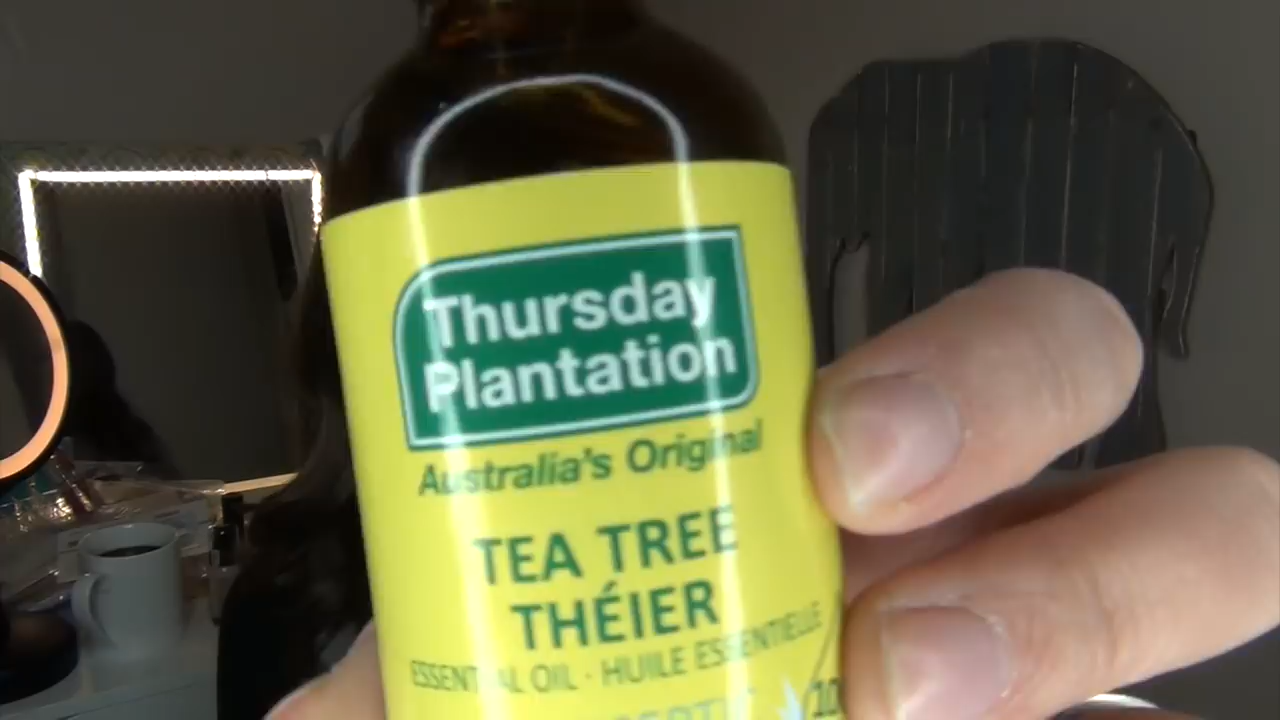 Thursday
Plantation
Australia's Original
TEA TREE
THÉIER
ESSENTIAL OIL · HUILE ESSENTIELLE